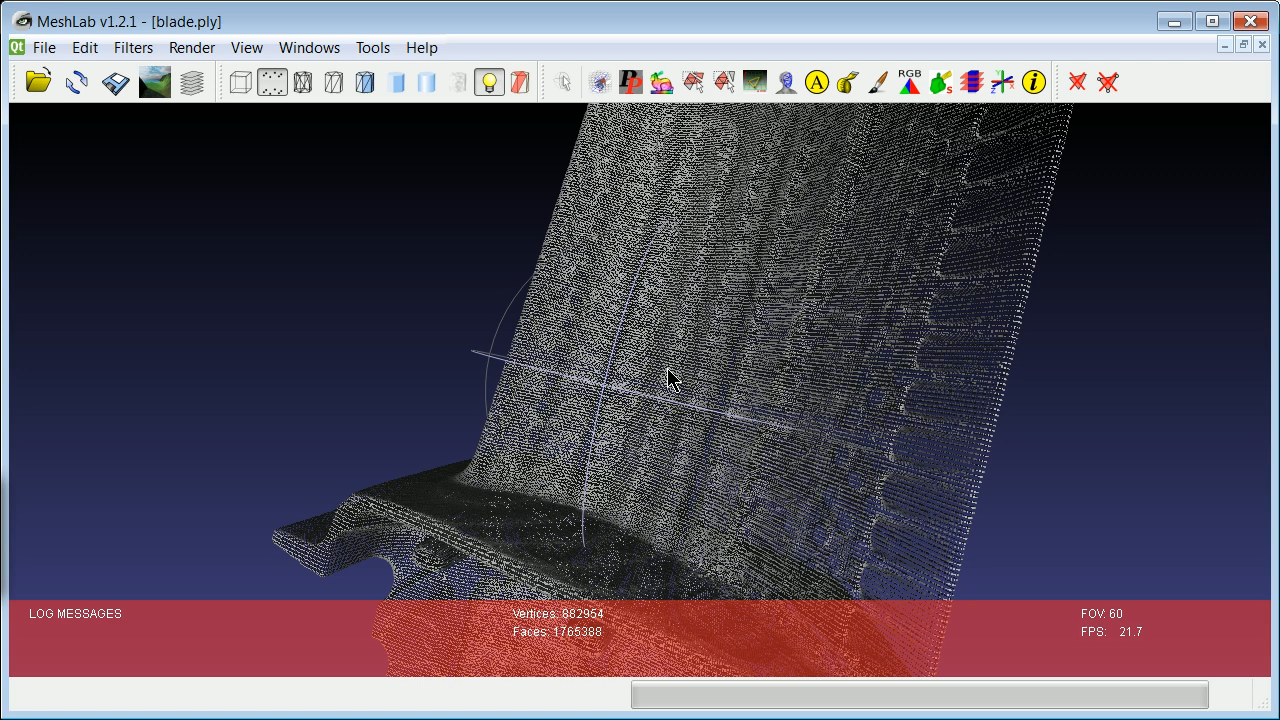 MeshLab v1.2.1 - [blade.ply]
Qt File Edit Filters Render View Windows Tools Help
PP A RGB S Y Z X i
LOG MESSAGES Vertices: 882954 FOV: 60
Faces: 1765388 FPS: 21.7